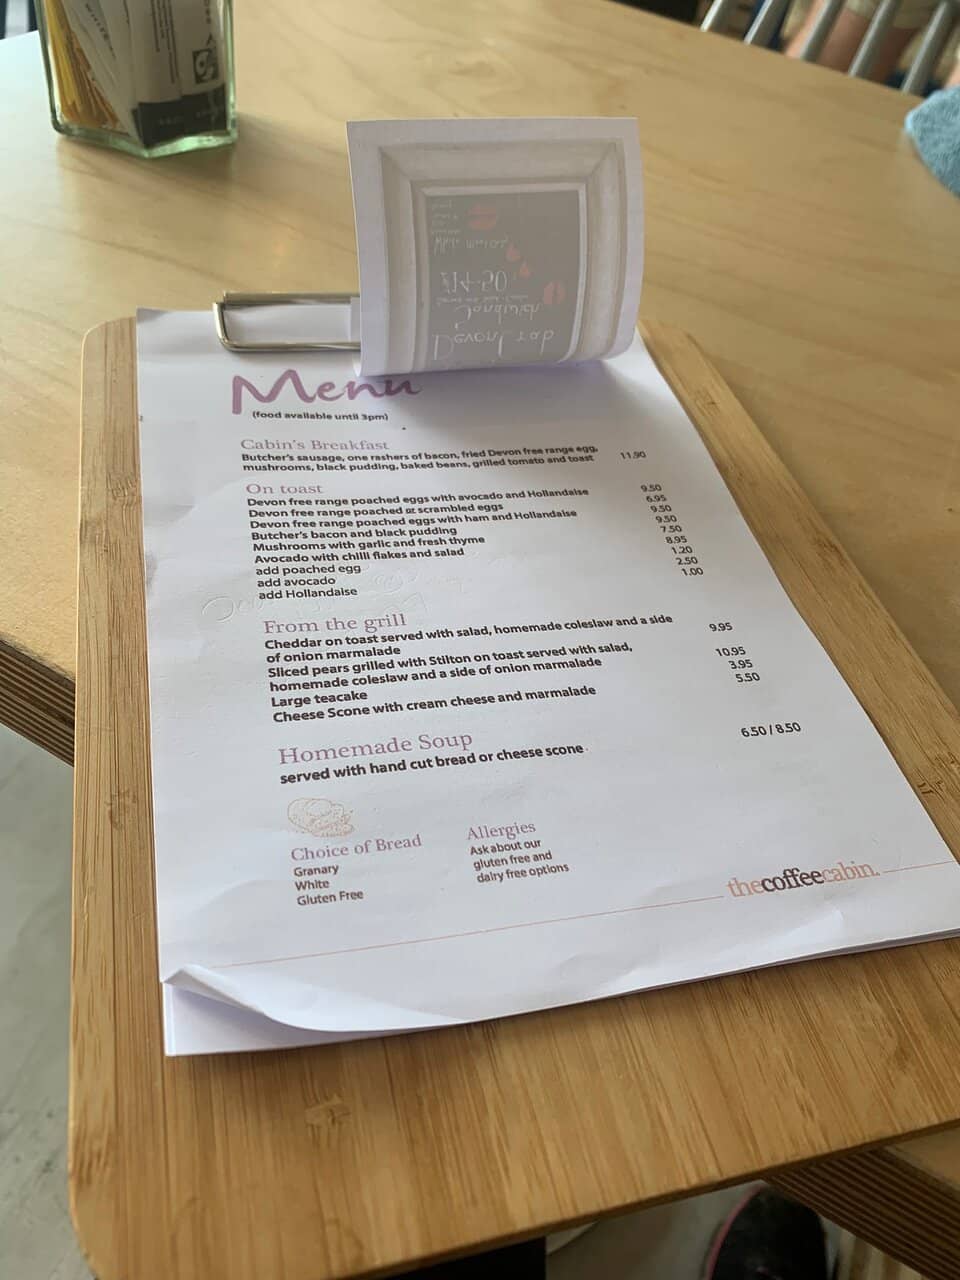 Devon Crab
Sandwich
£14.50
Menu
(food available until 3pm)
Cabin's Breakfast
Butcher's sausage, one rashers of bacon, fried Devon free range egg,
mushrooms, black pudding, baked beans, grilled tomato and toast 11.90
On toast
Devon free range poached eggs with avocado and Hollandaise 9.50
Devon free range poached or scrambled eggs 6.95
Devon free range poached eggs with ham and Hollandaise 9.50
Butcher's bacon and black pudding 9.50
Mushrooms with garlic and fresh thyme 7.50
Avocado with chilli flakes and salad 8.95
add poached egg 1.20
add avocado 2.50
add Hollandaise 1.00
From the grill
Cheddar on toast served with salad, homemade coleslaw and a side 9.95
of onion marmalade
Sliced pears grilled with Stilton on toast served with salad, 10.95
homemade coleslaw and a side of onion marmalade
Large teacake 3.95
Cheese Scone with cream cheese and marmalade 5.50
Homemade Soup 6.50 / 8.50
served with hand cut bread or cheese scone
Choice of Bread
Granary
White
Gluten Free
Allergies
Ask about our
gluten free and
dairy free options
thecoffeecabin.